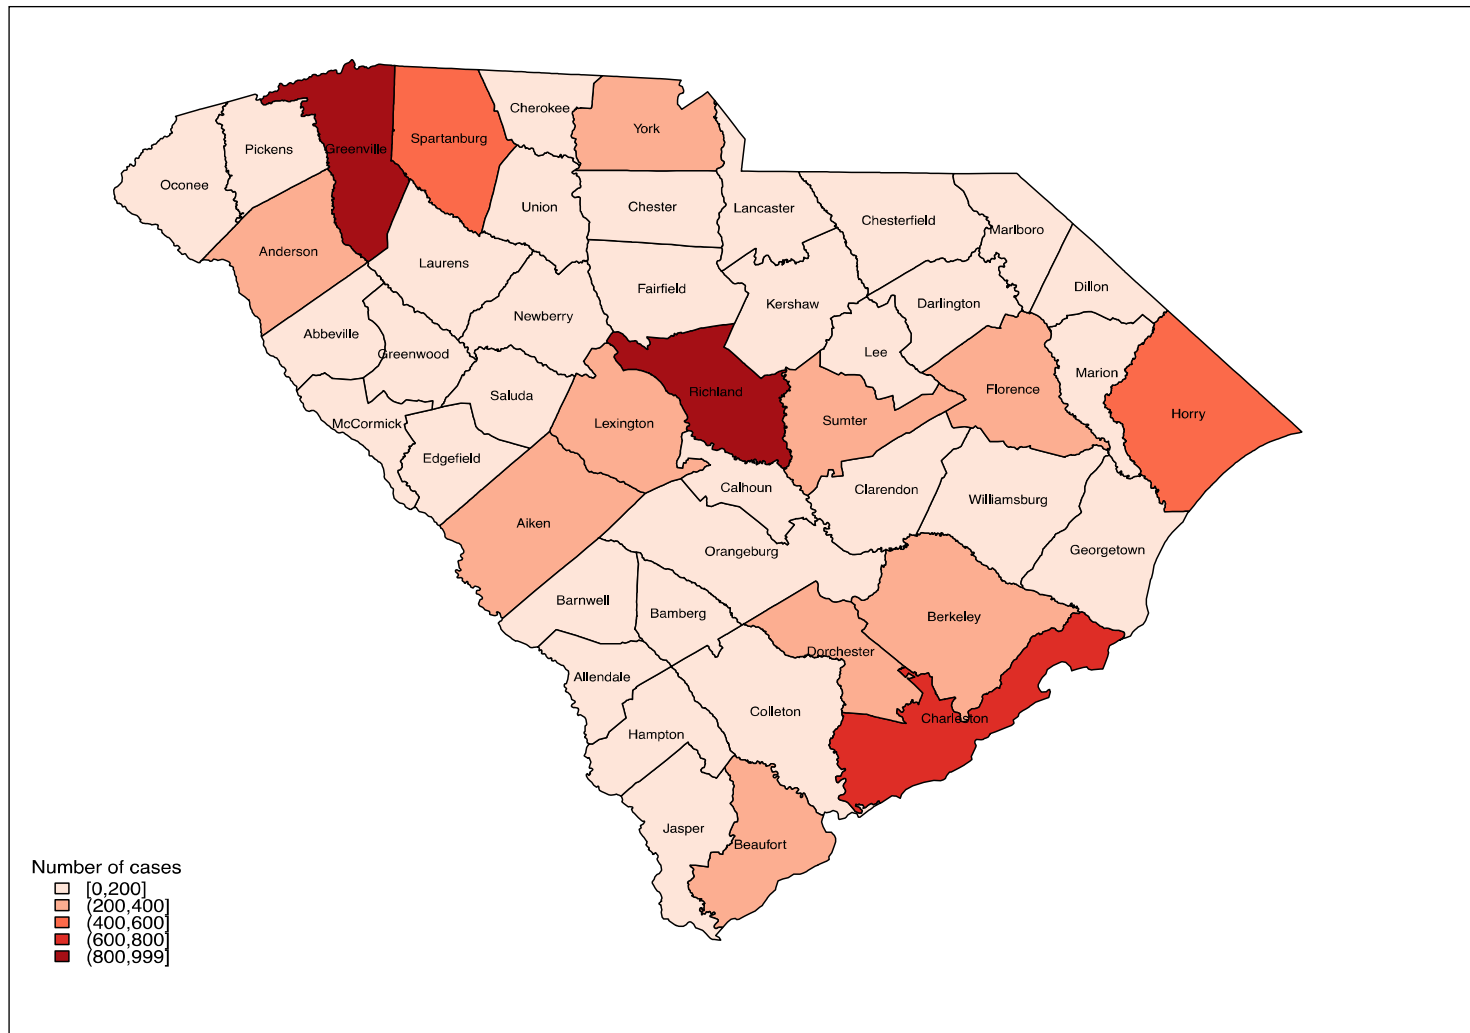 Cherokee
York
Spartanburg
Greenville
Pickens
Oconee
Union
Chester
Lancaster
Chesterfield
Marlboro
Anderson
Laurens
Dillon
Fairfield
Kershaw
Darlington
Newberry
Abbeville
Greenwood
Lee
Marion
Florence
Richland
Saluda
Horry
Lexington
Sumter
McCormick
Edgefield
Calhoun
Clarendon
Williamsburg
Aiken
Orangeburg
Georgetown
Barnwell
Bamberg
Berkeley
Dorchester
Allendale
Colleton
Charleston
Hampton
Jasper
Beaufort
Number of cases
[0,200]
(200,400]
(400,600]
(600,800]
(800,999]